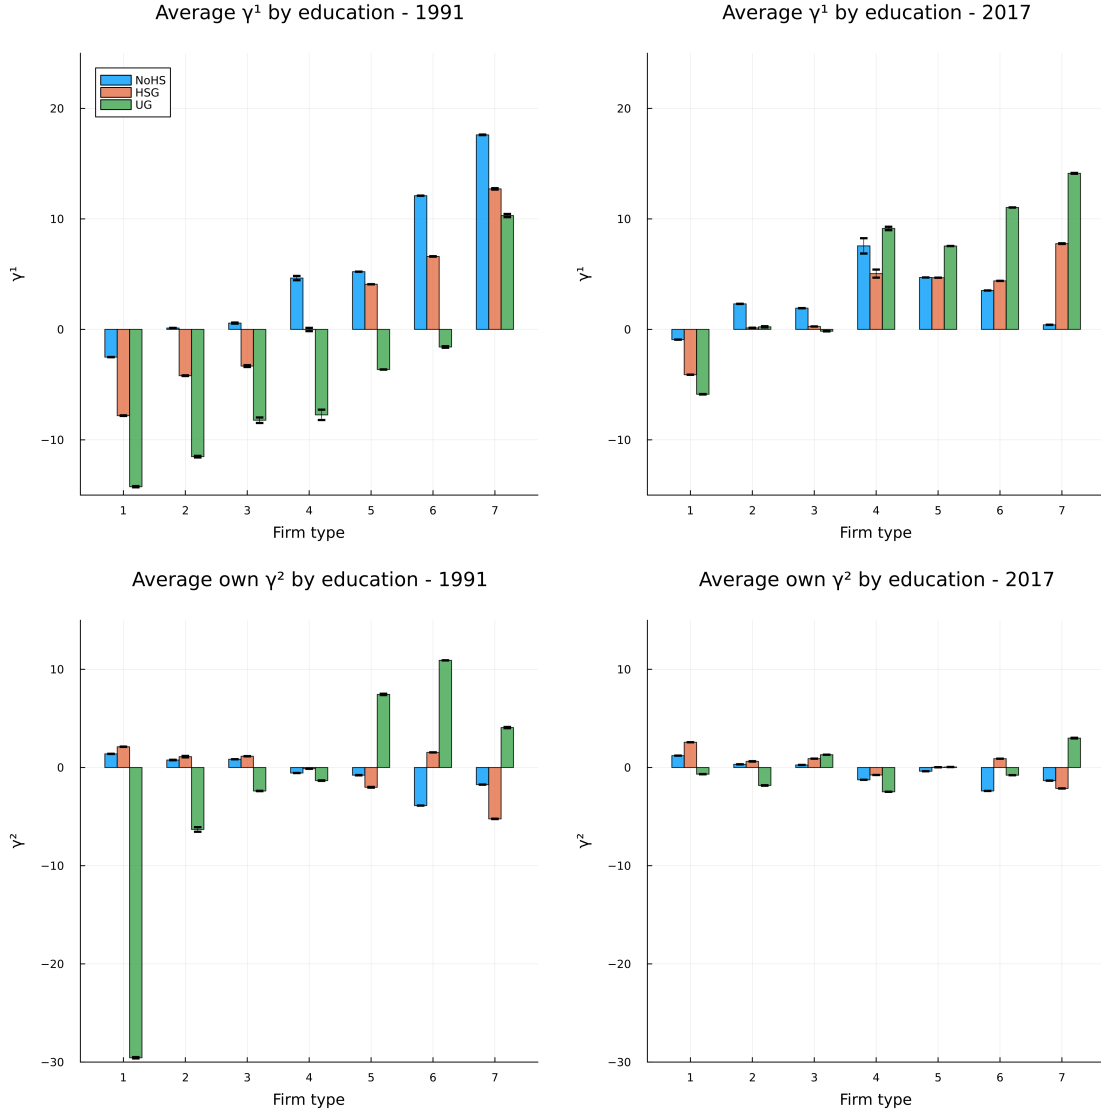 Average γ¹ by education - 1991
Average γ¹ by education - 2017
γ¹
20
10
0
−10
NoHS
HSG
UG
1 2 3 4 5 6 7
Firm type
γ¹
20
10
0
−10
1 2 3 4 5 6 7
Firm type
Average own γ² by education - 1991
Average own γ² by education - 2017
γ²
10
0
−10
−20
−30
1 2 3 4 5 6 7
Firm type
γ²
10
0
−10
−20
−30
1 2 3 4 5 6 7
Firm type